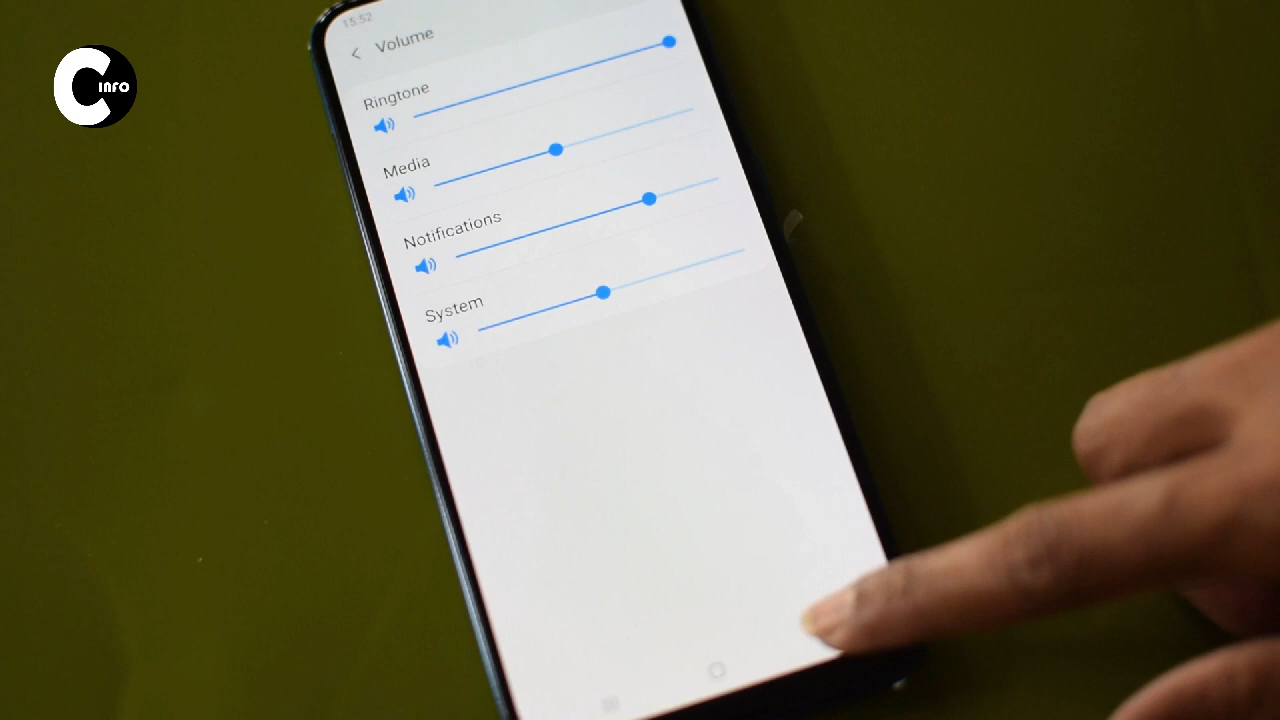 15:52
Volume
Ringtone
Media
Notifications
System
C INFO